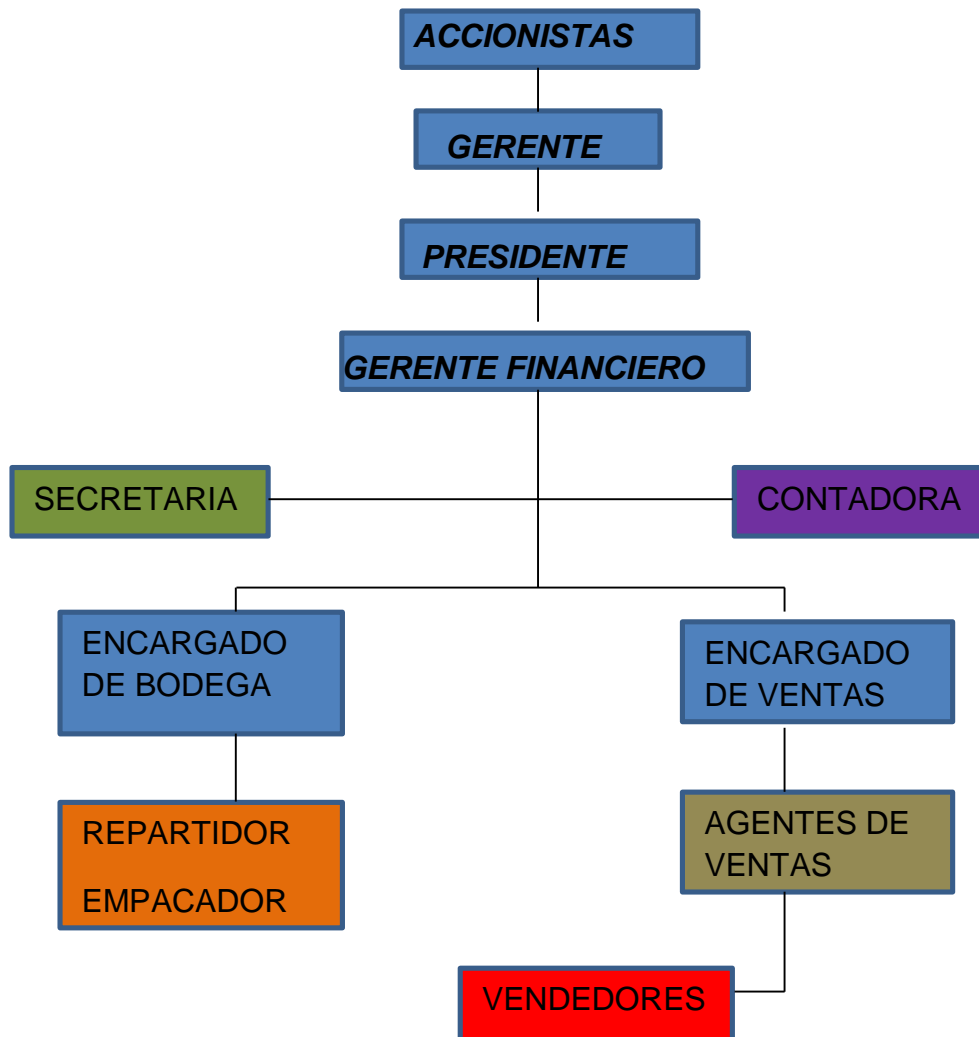 ACCIONISTAS
GERENTE
PRESIDENTE
GERENTE FINANCIERO
SECRETARIA
CONTADORA
ENCARGADO
DE BODEGA
ENCARGADO
DE VENTAS
REPARTIDOR
EMPACADOR
AGENTES DE
VENTAS
VENDEDORES